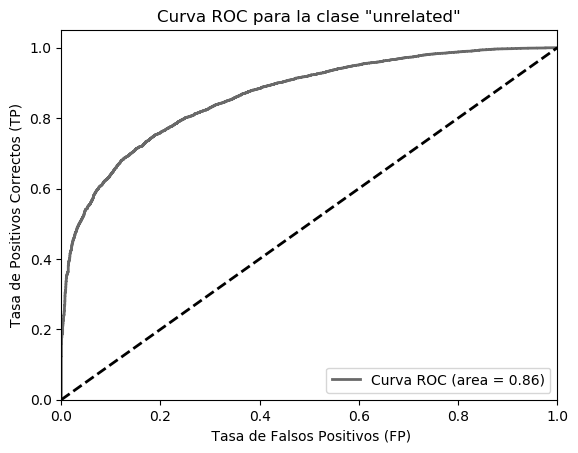 Curva ROC para la clase "unrelated"
Tasa de Positivos Correctos (TP)
1.0
0.8
0.6
0.4
0.2
0.0
Curva ROC (area = 0.86)
0.0 0.2 0.4 0.6 0.8 1.0
Tasa de Falsos Positivos (FP)